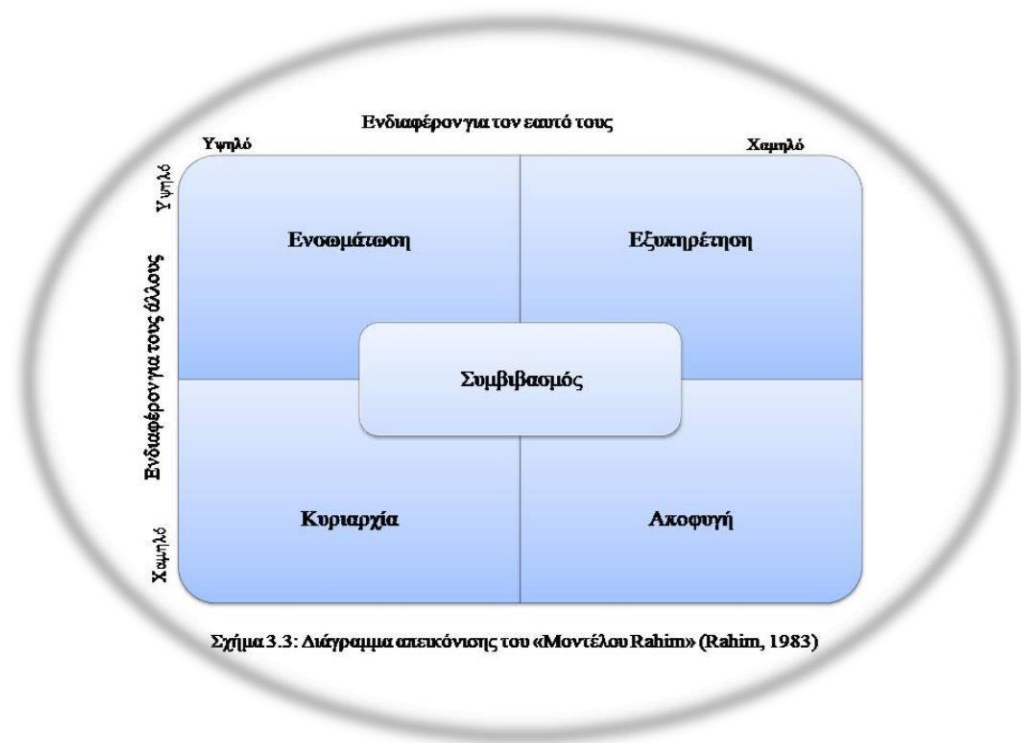 Ενδιαφέρον για τον εαυτό τους
Υψηλό
Χαμηλό
Υψηλό
Ενδιαφέρον για τους άλλους
Χαμηλό
Ενσωμάτωση
Εξυπηρέτηση
Συμβιβασμός
Κυριαρχία
Αποφυγή
Σχήμα 3.3: Διάγραμμα απεικόνισης του «Μοντέλου Rahim» (Rahim, 1983)